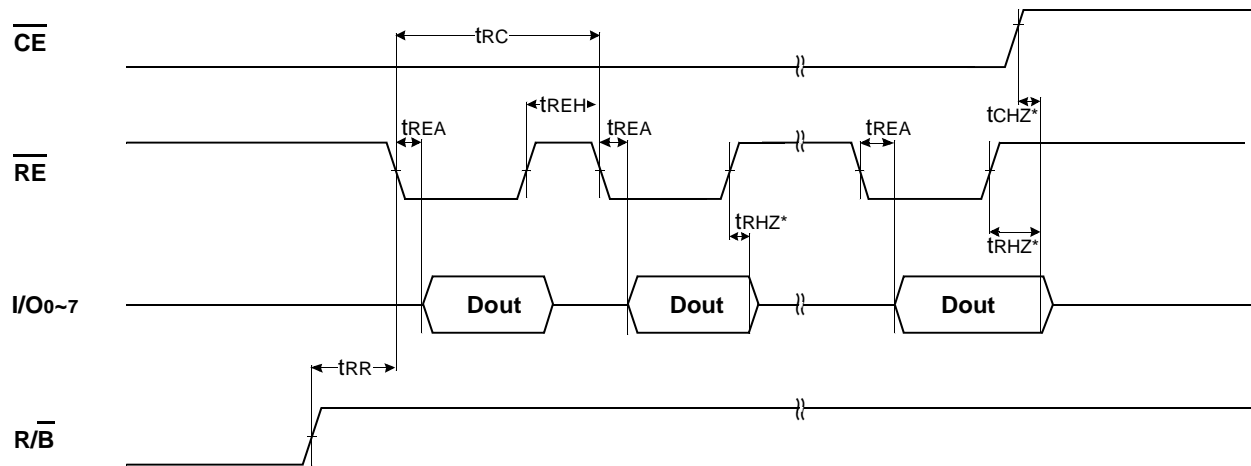 CE
tRC
tREH
tCHZ*
tREA
tREA
tREA
RE
tRHZ*
tRHZ*
I/O0~7
Dout
Dout
Dout
tRR
R/B